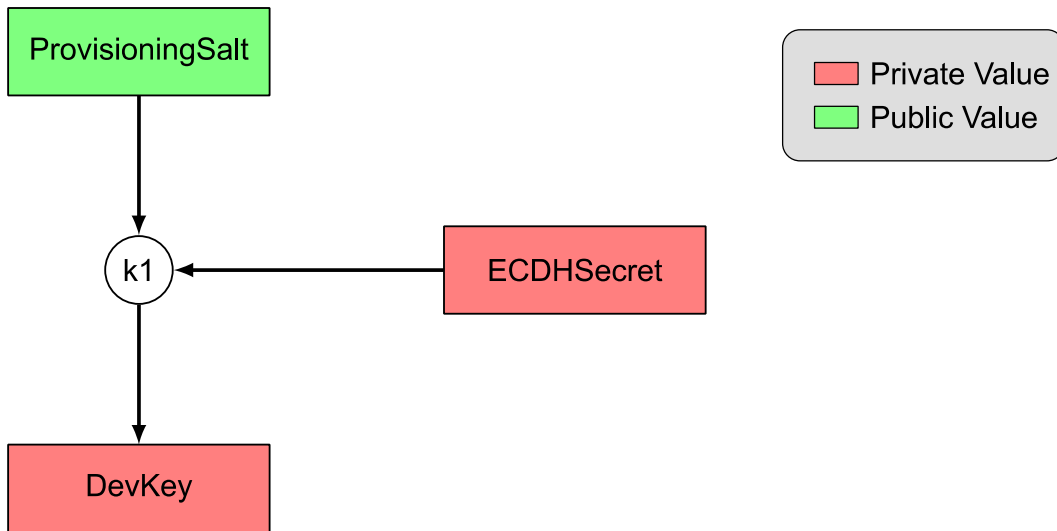 ProvisioningSalt
Private Value
Public Value
k1
ECDHSecret
DevKey